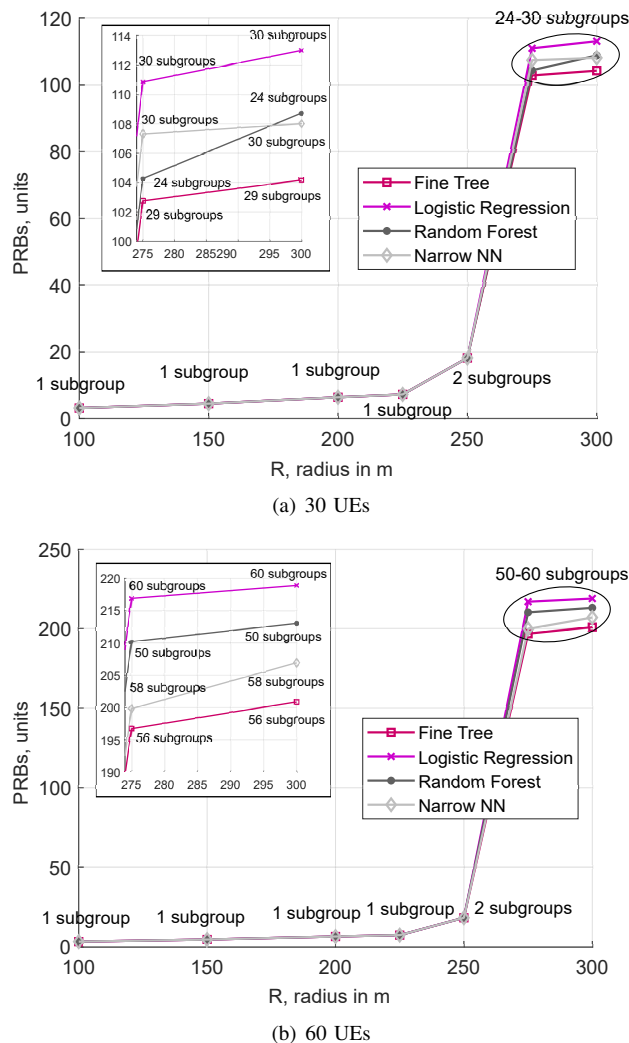 120
100
80
60
40
20
0
PRBs, units
24-30 subgroups
114
112
110
108
106
104
102
100
30 subgroups
30 subgroups
24 subgroups
30 subgroups
30 subgroups
24 subgroups
29 subgroups
29 subgroups
275 280 285290 295 300
Fine Tree
Logistic Regression
Random Forest
Narrow NN
1 subgroup
1 subgroup
1 subgroup
1 subgroup
2 subgroups
100 150 200 250 300
R, radius in m
(a) 30 UEs
250
200
150
100
50
0
PRBs, units
50-60 subgroups
220
215
210
205
200
195
190
60 subgroups
60 subgroups
50 subgroups
50 subgroups
58 subgroups
58 subgroups
56 subgroups
56 subgroups
275 280 285 290 295 300
Fine Tree
Logistic Regression
Random Forest
Narrow NN
1 subgroup
1 subgroup
1 subgroup
1 subgroup
2 subgroups
100 150 200 250 300
R, radius in m
(b) 60 UEs